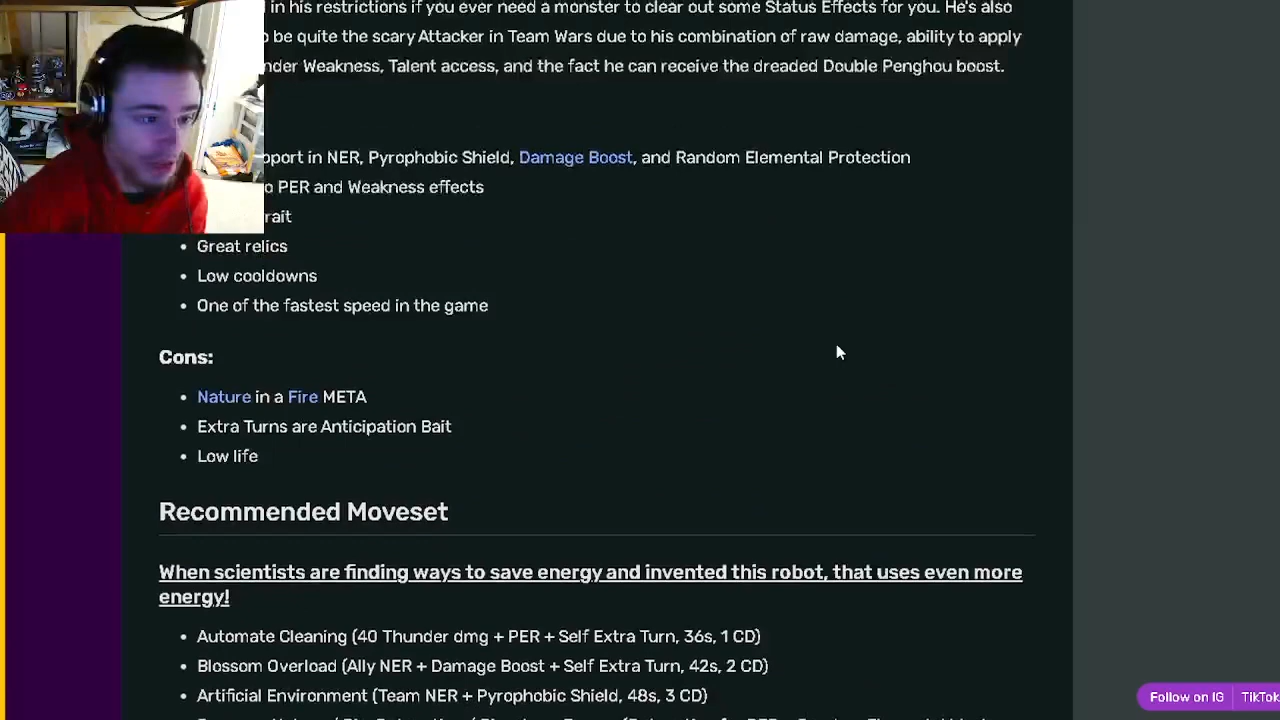 in his restrictions if you ever need a monster to clear out some Status Effects for you. He's also
be quite the scary Attacker in Team Wars due to his combination of raw damage, ability to apply
Weakness, Talent access, and the fact he can receive the dreaded Double Penghou boost.
in NER, Pyrophobic Shield, Damage Boost, and Random Elemental Protection
PER and Weakness effects
• Great relics
• Low cooldowns
• One of the fastest speed in the game
Cons:
• Nature in a Fire META
• Extra Turns are Anticipation Bait
• Low life
Recommended Moveset
When scientists are finding ways to save energy and invented this robot, that uses even more
energy!
• Automate Cleaning (40 Thunder dmg + PER + Self Extra Turn, 36s, 1 CD)
• Blossom Overload (Ally NER + Damage Boost + Self Extra Turn, 42s, 2 CD)
• Artificial Environment (Team NER + Pyrophobic Shield, 48s, 3 CD)
Follow on IG
TikTok